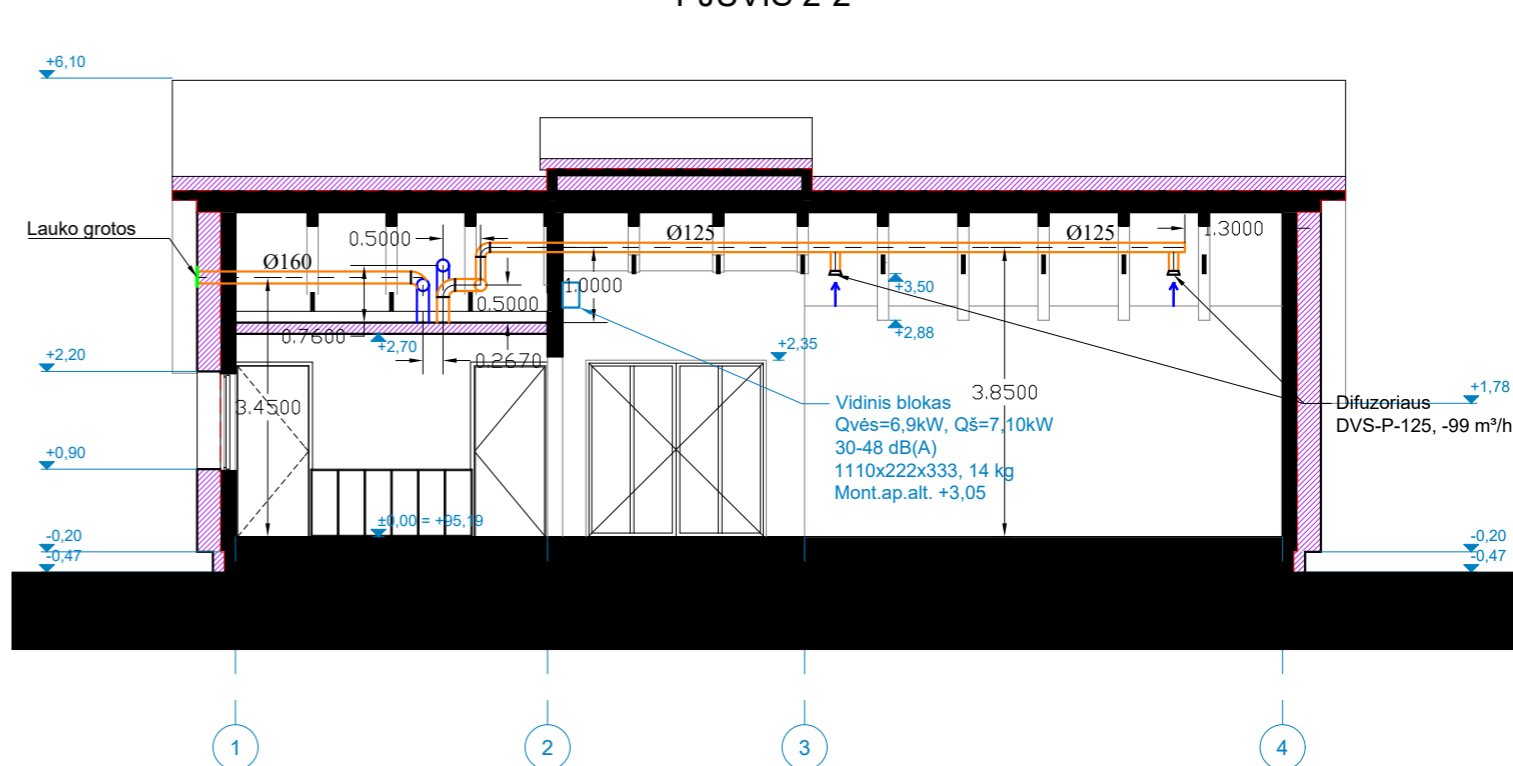 PJŪVIS 2-2
+6,10
Lauko grotos
Ø160
0.5000
Ø125
Ø125
1.3000
0.5000
1.0000
+3,50
+2,88
0.7600
+2,70
0.2670
+2,35
+2,20
3.4500
3.8500
+1,78
Vidinis blokas
Qvės=6,9kW, Qš=7,10kW
30-48 dB(A)
1110x222x333, 14 kg
Mont.ap.alt. +3,05
Difuzoriaus
DVS-P-125, -99 m³/h
+0,90
±0,00 = +95,19
-0,20
-0,47
-0,20
-0,47
1
2
3
4